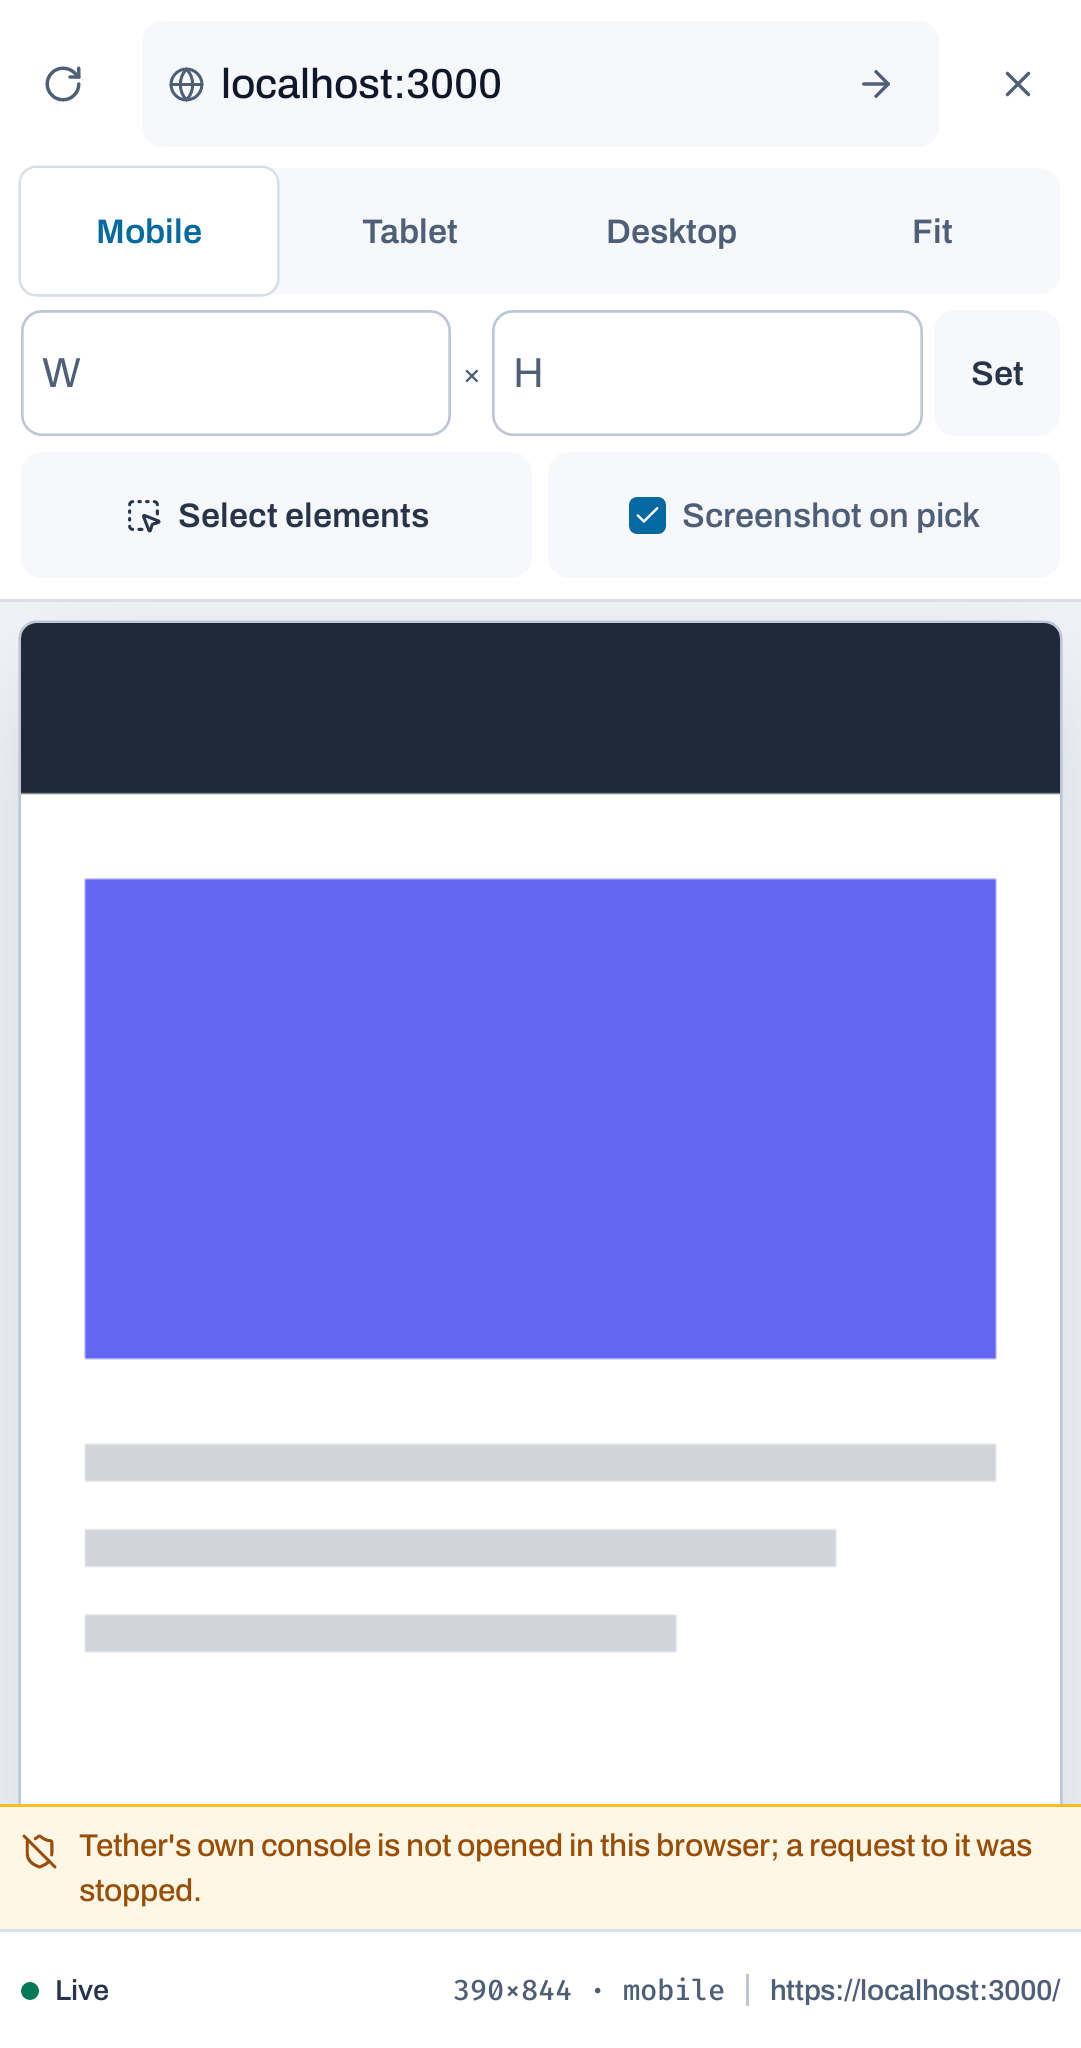 localhost:3000
Mobile Tablet Desktop Fit
W × H Set
Select elements Screenshot on pick
Tether's own console is not opened in this browser; a request to it was
stopped.
Live 390×844 · mobile https://localhost:3000/